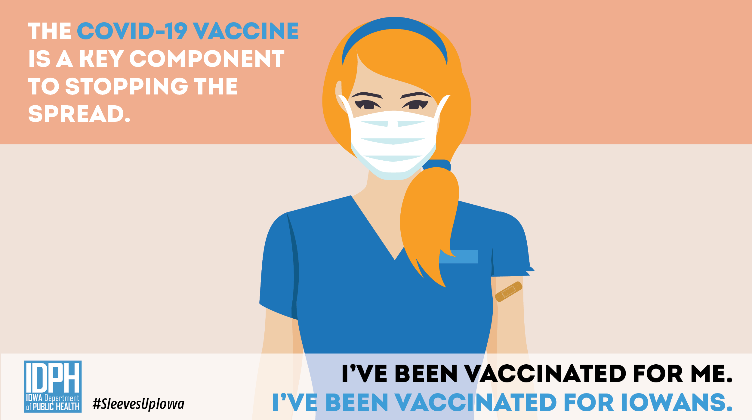 THE COVID-19 VACCINE
IS A KEY COMPONENT
TO STOPPING THE
SPREAD.
I'VE BEEN VACCINATED FOR ME.
I'VE BEEN VACCINATED FOR IOWANS.
IDPH
IOWA Department
of PUBLIC HEALTH
#SleevesUpIowa